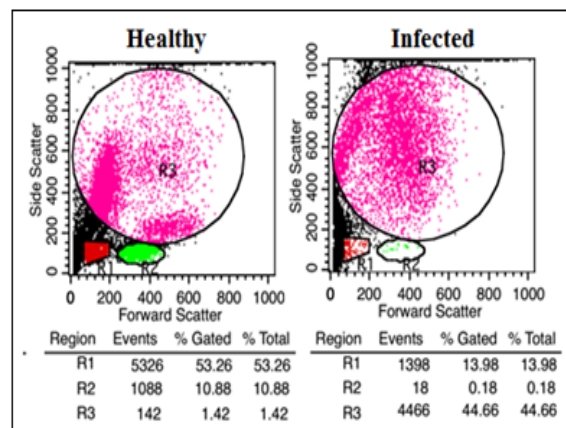 Healthy
Infected
1000
800
600
400
200
0
Side Scatter
R3
R1
R2
0 200 400 600 800 1000
Forward Scatter
1000
800
600
400
200
0
Side Scatter
R3
R1
R2
0 200 400 600 800 1000
Forward Scatter
Region Events % Gated % Total
R1 5326 53.26 53.26
R2 1088 10.88 10.88
R3 142 1.42 1.42
Region Events % Gated % Total
R1 1398 13.98 13.98
R2 18 0.18 0.18
R3 4466 44.66 44.66